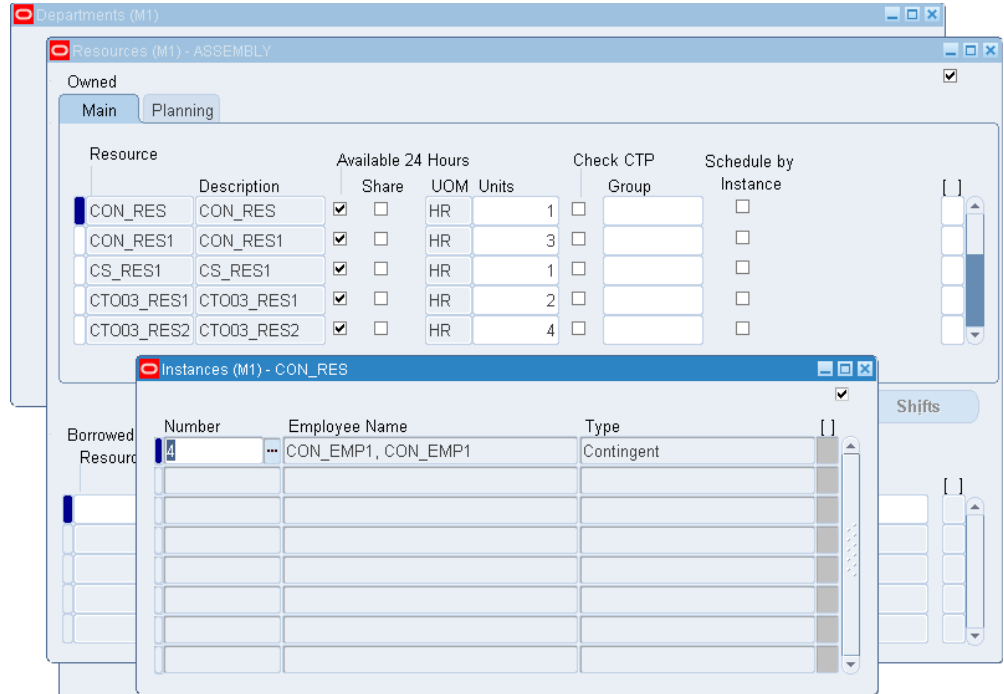 Departments (M1)
Resources (M1) - ASSEMBLY
Owned
Main Planning
Resource Available 24 Hours Check CTP Schedule by
Description Share UOM Units Group Instance [ ]
CON_RES CON_RES HR 1
CON_RES1 CON_RES1 HR 3
CS_RES1 CS_RES1 HR 1
CTO03_RES1 CTO03_RES1 HR 2
CTO03_RES2 CTO03_RES2 HR 4
Instances (M1) - CON_RES
Shifts
Borrowed
Resourc
[ ]
Number Employee Name Type [ ]
4 ... CON_EMP1, CON_EMP1 Contingent